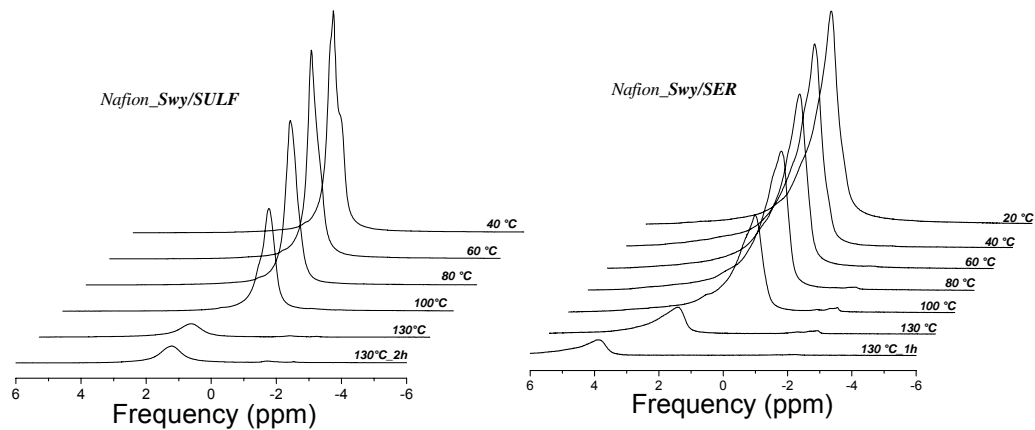 Nafion_Swy/SULF
40 °C
60 °C
80 °C
100°C
130°C
130°C_2h
6 4 2 0 -2 -4 -6
Frequency (ppm)
Nafion_Swy/SER
20 °C
40 °C
60 °C
80 °C
100 °C
130 °C
130 °C_1h
6 4 2 0 -2 -4 -6
Frequency (ppm)